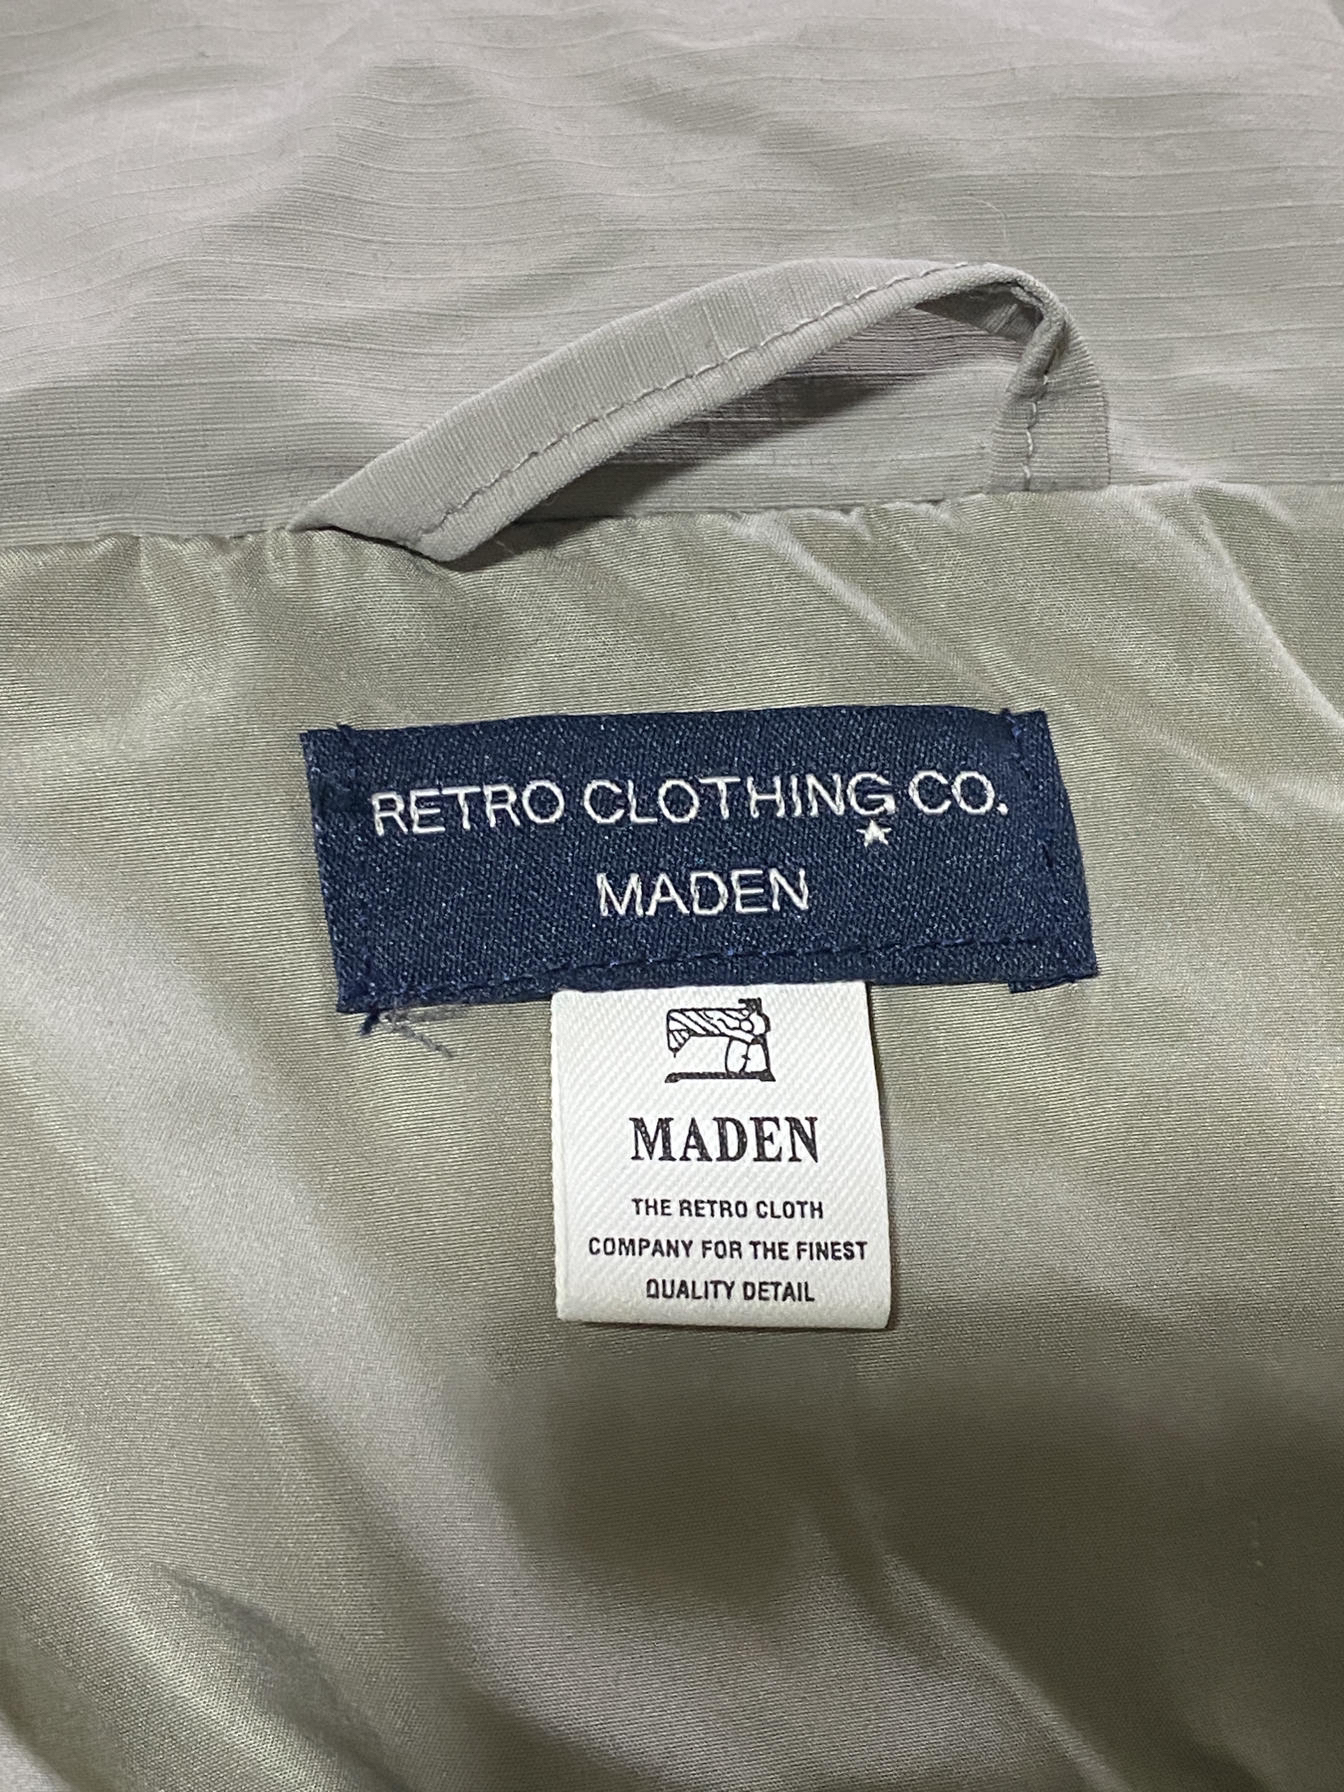 RETRO CLOTHING CO.
MADEN
MADEN
THE RETRO CLOTH
COMPANY FOR THE FINEST
QUALITY DETAIL